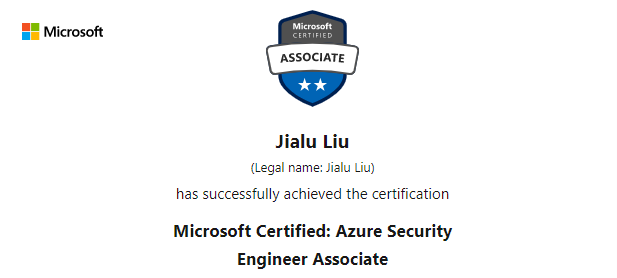 Microsoft
Microsoft
CERTIFIED
ASSOCIATE
Jialu Liu
(Legal name: Jialu Liu)
has successfully achieved the certification
Microsoft Certified: Azure Security
Engineer Associate